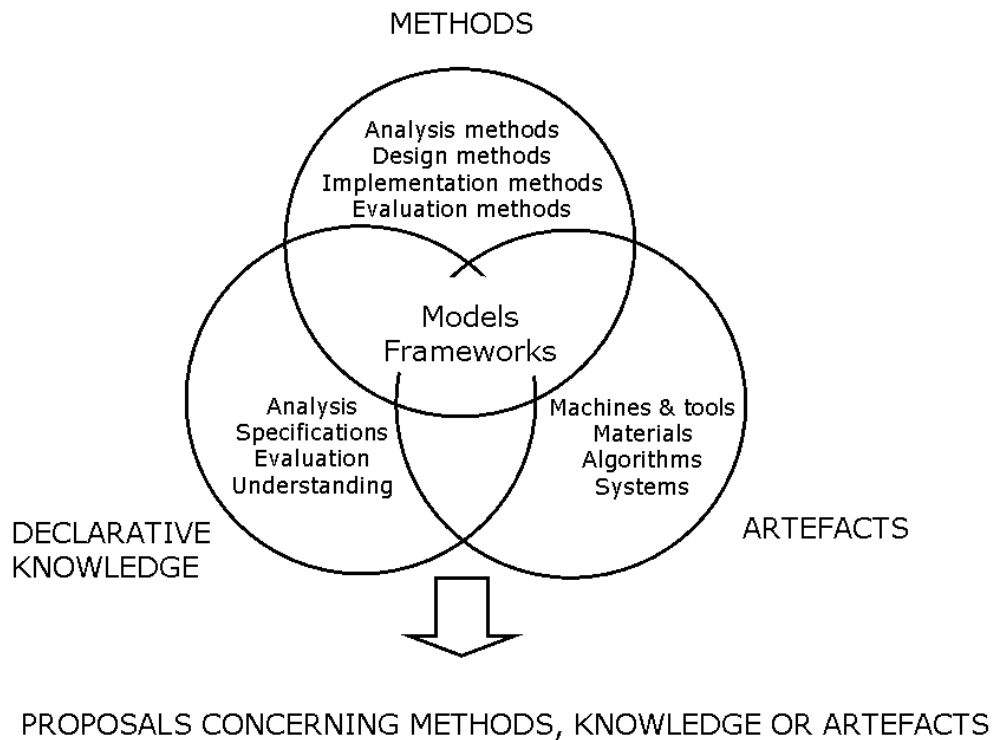 METHODS
Analysis methods
Design methods
Implementation methods
Evaluation methods
Models
Frameworks
Analysis
Specifications
Evaluation
Understanding
Machines & tools
Materials
Algorithms
Systems
DECLARATIVE
KNOWLEDGE
ARTEFACTS
PROPOSALS CONCERNING METHODS, KNOWLEDGE OR ARTEFACTS